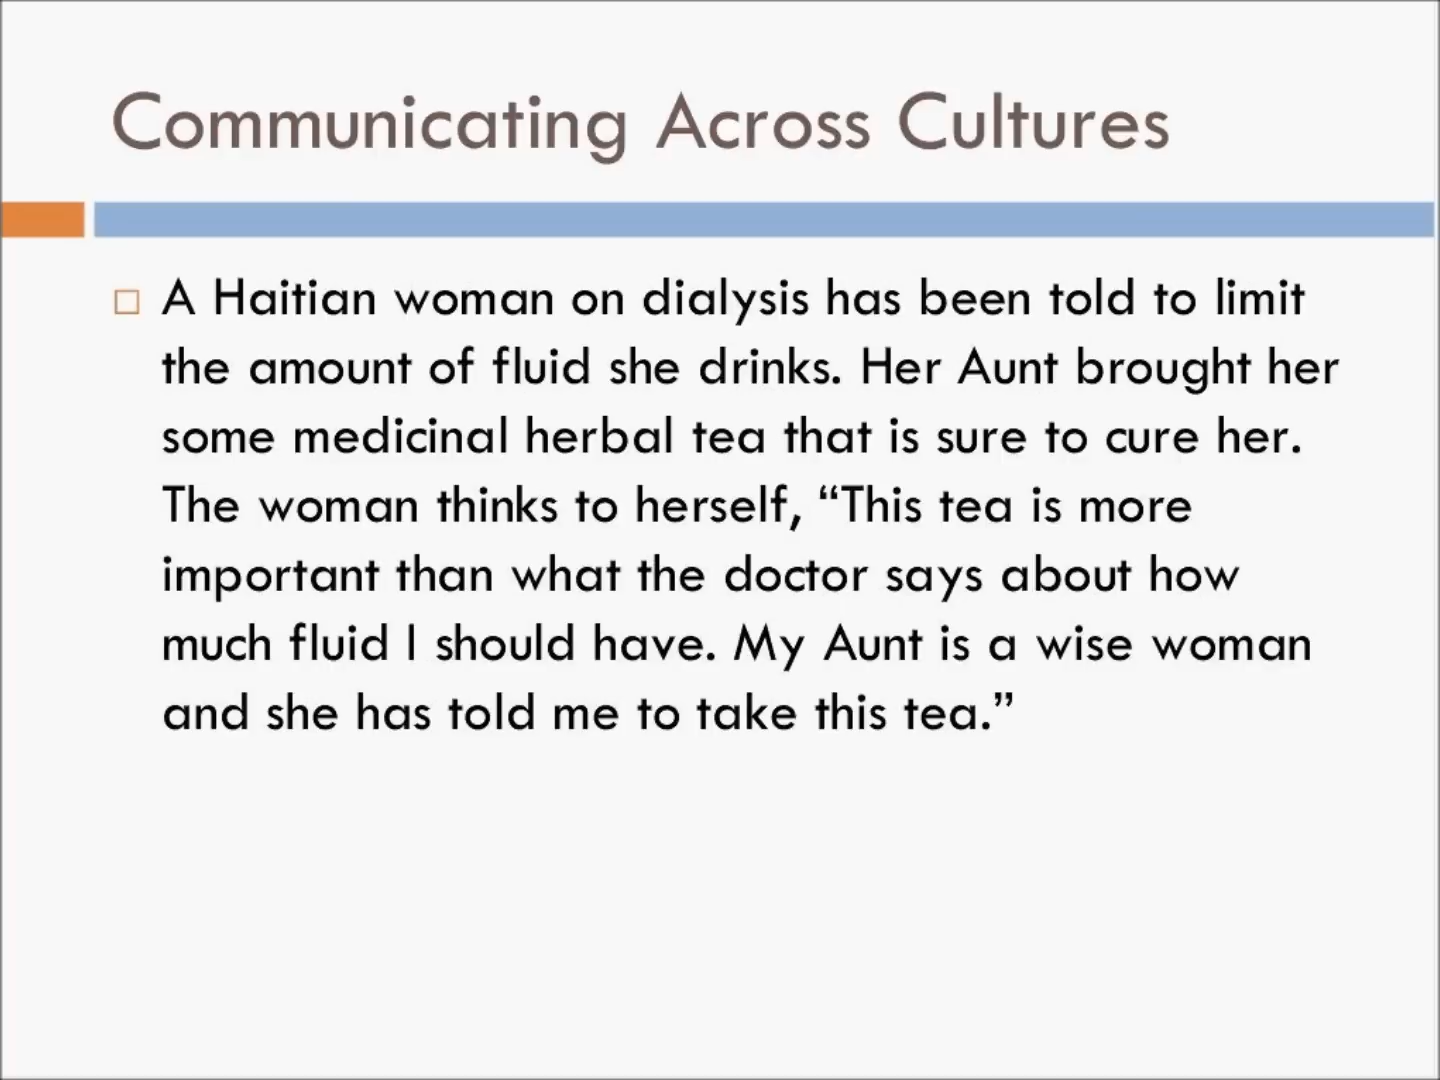 Communicating Across Cultures
A Haitian woman on dialysis has been told to limit
the amount of fluid she drinks. Her Aunt brought her
some medicinal herbal tea that is sure to cure her.
The woman thinks to herself, “This tea is more
important than what the doctor says about how
much fluid I should have. My Aunt is a wise woman
and she has told me to take this tea.”